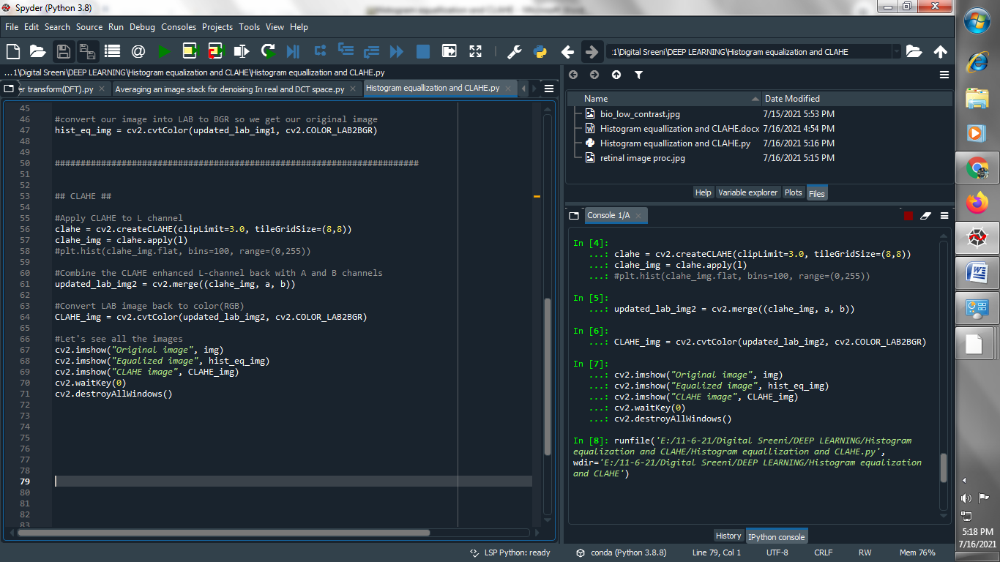 Spyder (Python 3.8)
File Edit Search Source Run Debug Consoles Projects Tools View Help
:1\Digital Sreeni\DEEP LEARNING\Histogram equalization and CLAHE
...1\Digital Sreeni\DEEP LEARNING\Histogram equalization and CLAHE\Histogram equallization and CLAHE.py
er transform(DFT).py Averaging an image stack for denoising In real and DCT space.py Histogram equallization and CLAHE.py
45
46 #convert our image into LAB to BGR so we get our original image
47 hist_eq_img = cv2.cvtColor(updated_lab_img1, cv2.COLOR_LAB2BGR)
48
49
50 #######################################################################
51
52
53 ## CLAHE ##
54
55 #Apply CLAHE to L channel
56 clahe = cv2.createCLAHE(clipLimit=3.0, tileGridSize=(8,8))
57 clahe_img = clahe.apply(l)
58 #plt.hist(clahe_img.flat, bins=100, range=(0,255))
59
60 #Combine the CLAHE enhanced L-channel back with A and B channels
61 updated_lab_img2 = cv2.merge((clahe_img, a, b))
62
63 #Convert LAB image back to color(RGB)
64 CLAHE_img = cv2.cvtColor(updated_lab_img2, cv2.COLOR_LAB2BGR)
65
66 #Let's see all the images
67 cv2.imshow("Original image", img)
68 cv2.imshow("Equalized image", hist_eq_img)
69 cv2.imshow("CLAHE image", CLAHE_img)
70 cv2.waitKey(0)
71 cv2.destroyAllWindows()
72
73
74
75
76
77
78
79
80
81
82
83
Name Date Modified
bio_low_contrast.jpg 7/15/2021 5:53 PM
Histogram equallization and CLAHE.docx 7/16/2021 4:54 PM
Histogram equallization and CLAHE.py 7/16/2021 5:16 PM
retinal image proc.jpg 7/16/2021 5:15 PM
Help Variable explorer Plots Files
Console 1/A
In [4]:
...: clahe = cv2.createCLAHE(clipLimit=3.0, tileGridSize=(8,8))
...: clahe_img = clahe.apply(l)
...: #plt.hist(clahe_img.flat, bins=100, range=(0,255))
In [5]:
...: updated_lab_img2 = cv2.merge((clahe_img, a, b))
In [6]:
...: CLAHE_img = cv2.cvtColor(updated_lab_img2, cv2.COLOR_LAB2BGR)
In [7]:
...: cv2.imshow("Original image", img)
...: cv2.imshow("Equalized image", hist_eq_img)
...: cv2.imshow("CLAHE image", CLAHE_img)
...: cv2.waitKey(0)
...: cv2.destroyAllWindows()
In [8]: runfile('E:/11-6-21/Digital Sreeni/DEEP LEARNING/Histogram
equalization and CLAHE/Histogram equallization and CLAHE.py',
wdir='E:/11-6-21/Digital Sreeni/DEEP LEARNING/Histogram equalization
and CLAHE')
History IPython console
LSP Python: ready conda (Python 3.8.8) Line 79, Col 1 UTF-8 CRLF RW Mem 76%
5:18 PM
7/16/2021